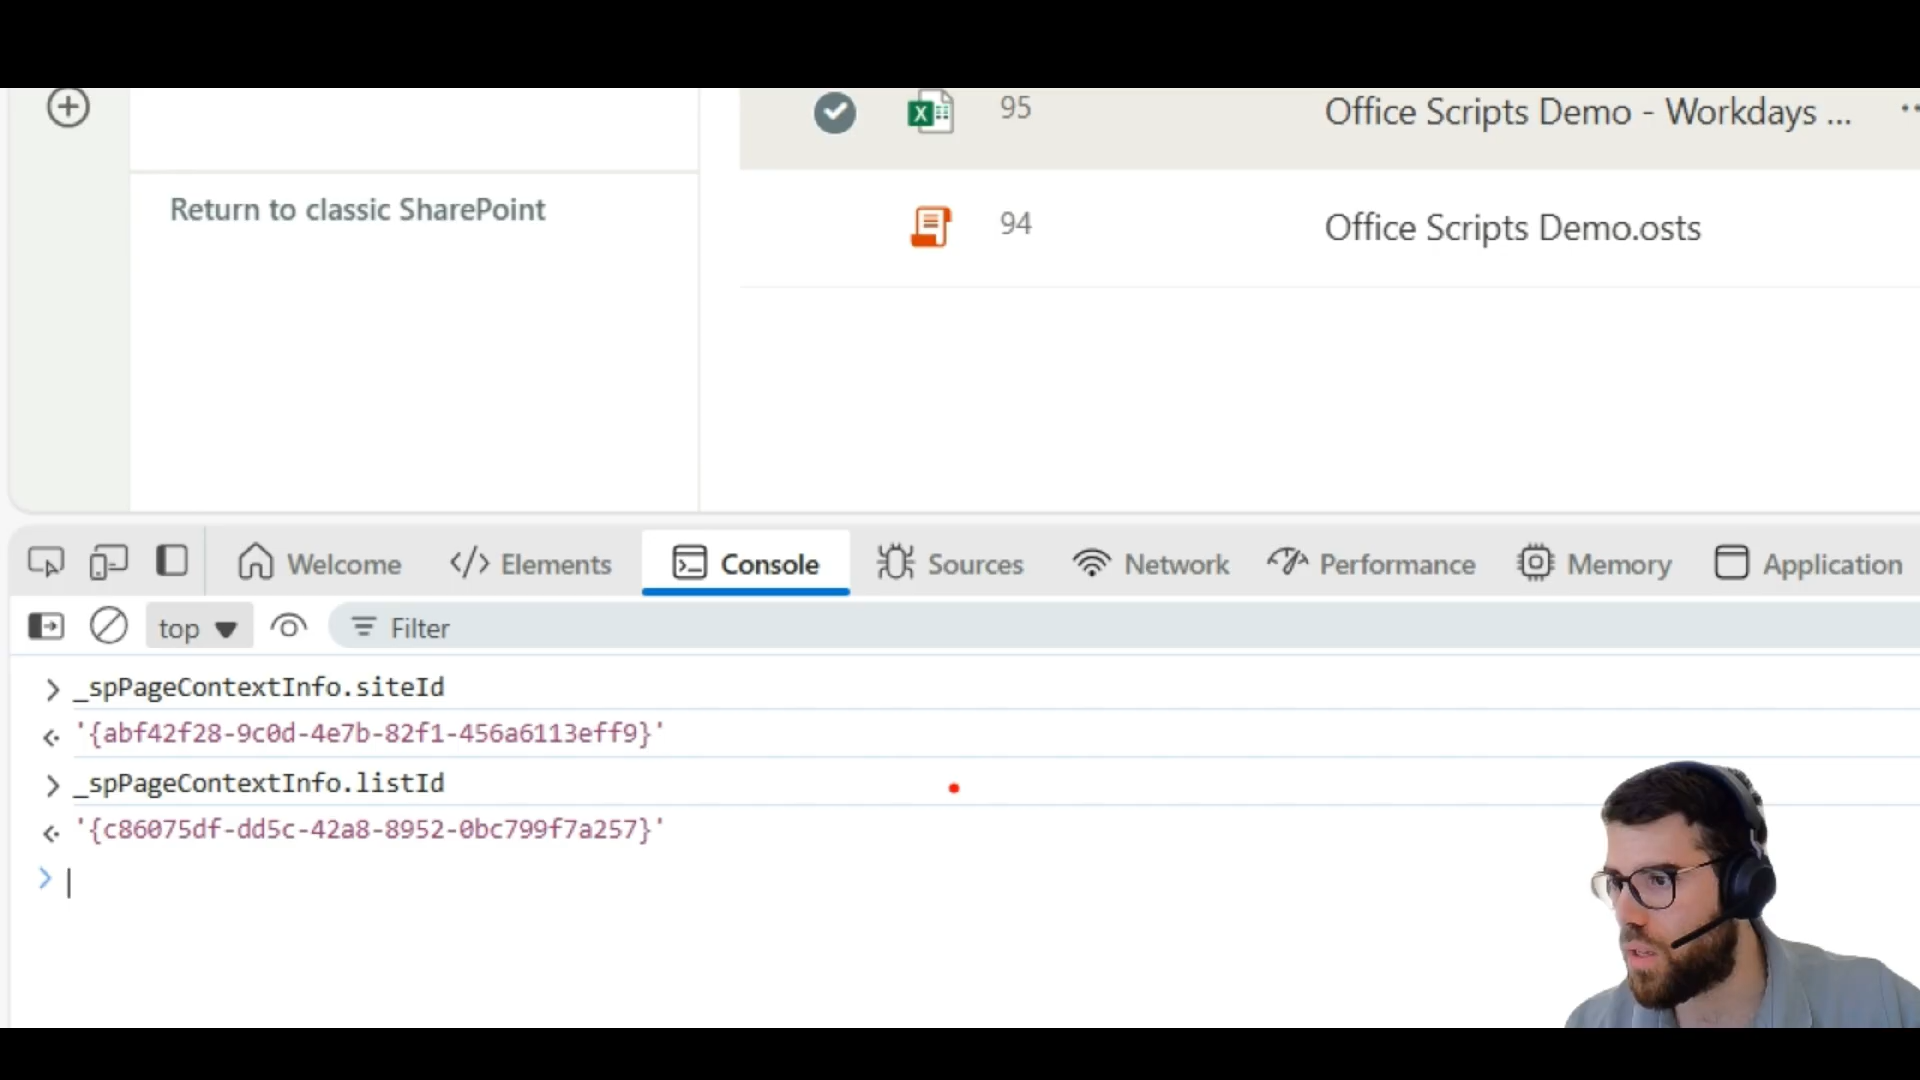 95 Office Scripts Demo - Workdays ...
Return to classic SharePoint
94 Office Scripts Demo.osts
Welcome </> Elements Console Sources Network Performance Memory Application
top Filter
> _spPageContextInfo.siteId
'{abf42f28-9c0d-4e7b-82f1-456a6113eff9}'
> _spPageContextInfo.listId
'{c86075df-dd5c-42a8-8952-0bc799f7a257}'
>